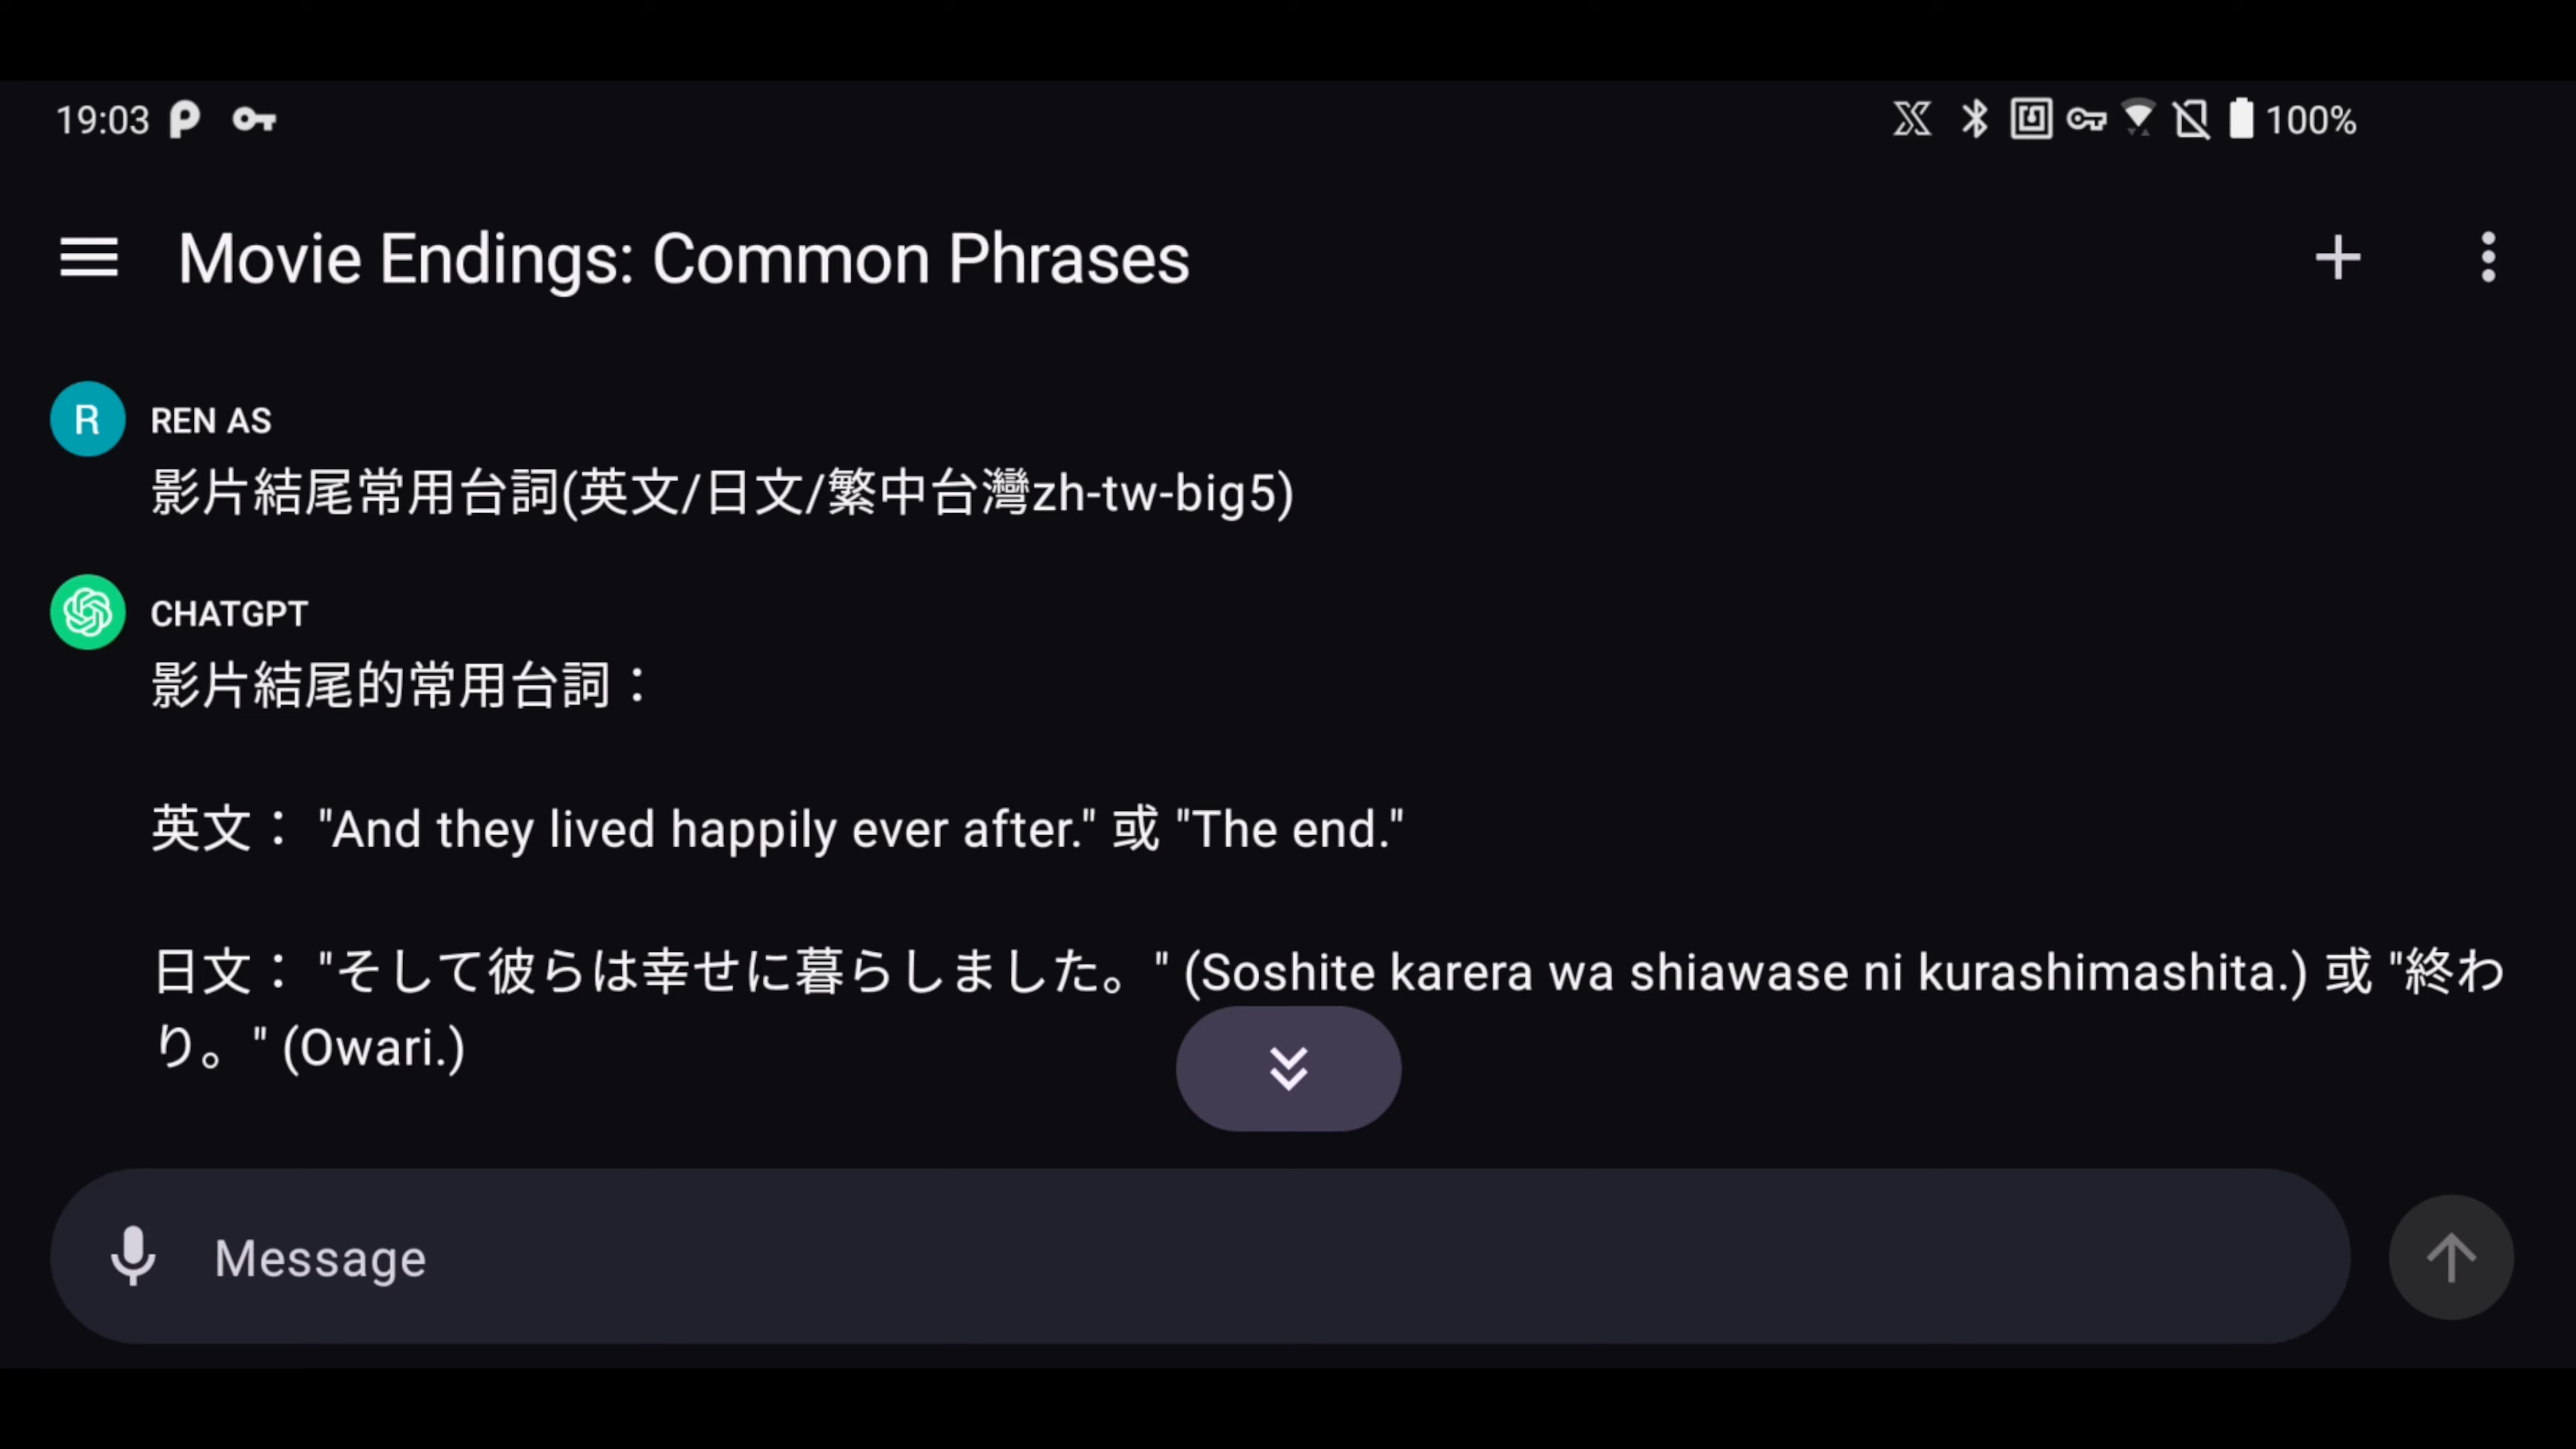 19:03
100%
Movie Endings: Common Phrases
R
REN AS
影片結尾常用台詞(英文/日文/繁中台灣zh-tw-big5)
CHATGPT
影片結尾的常用台詞：
英文： "And they lived happily ever after." 或 "The end."
日文： "そして彼らは幸せに暮らしました。" (Soshite karera wa shiawase ni kurashimashita.) 或 "終わ
り。" (Owari.)
Message